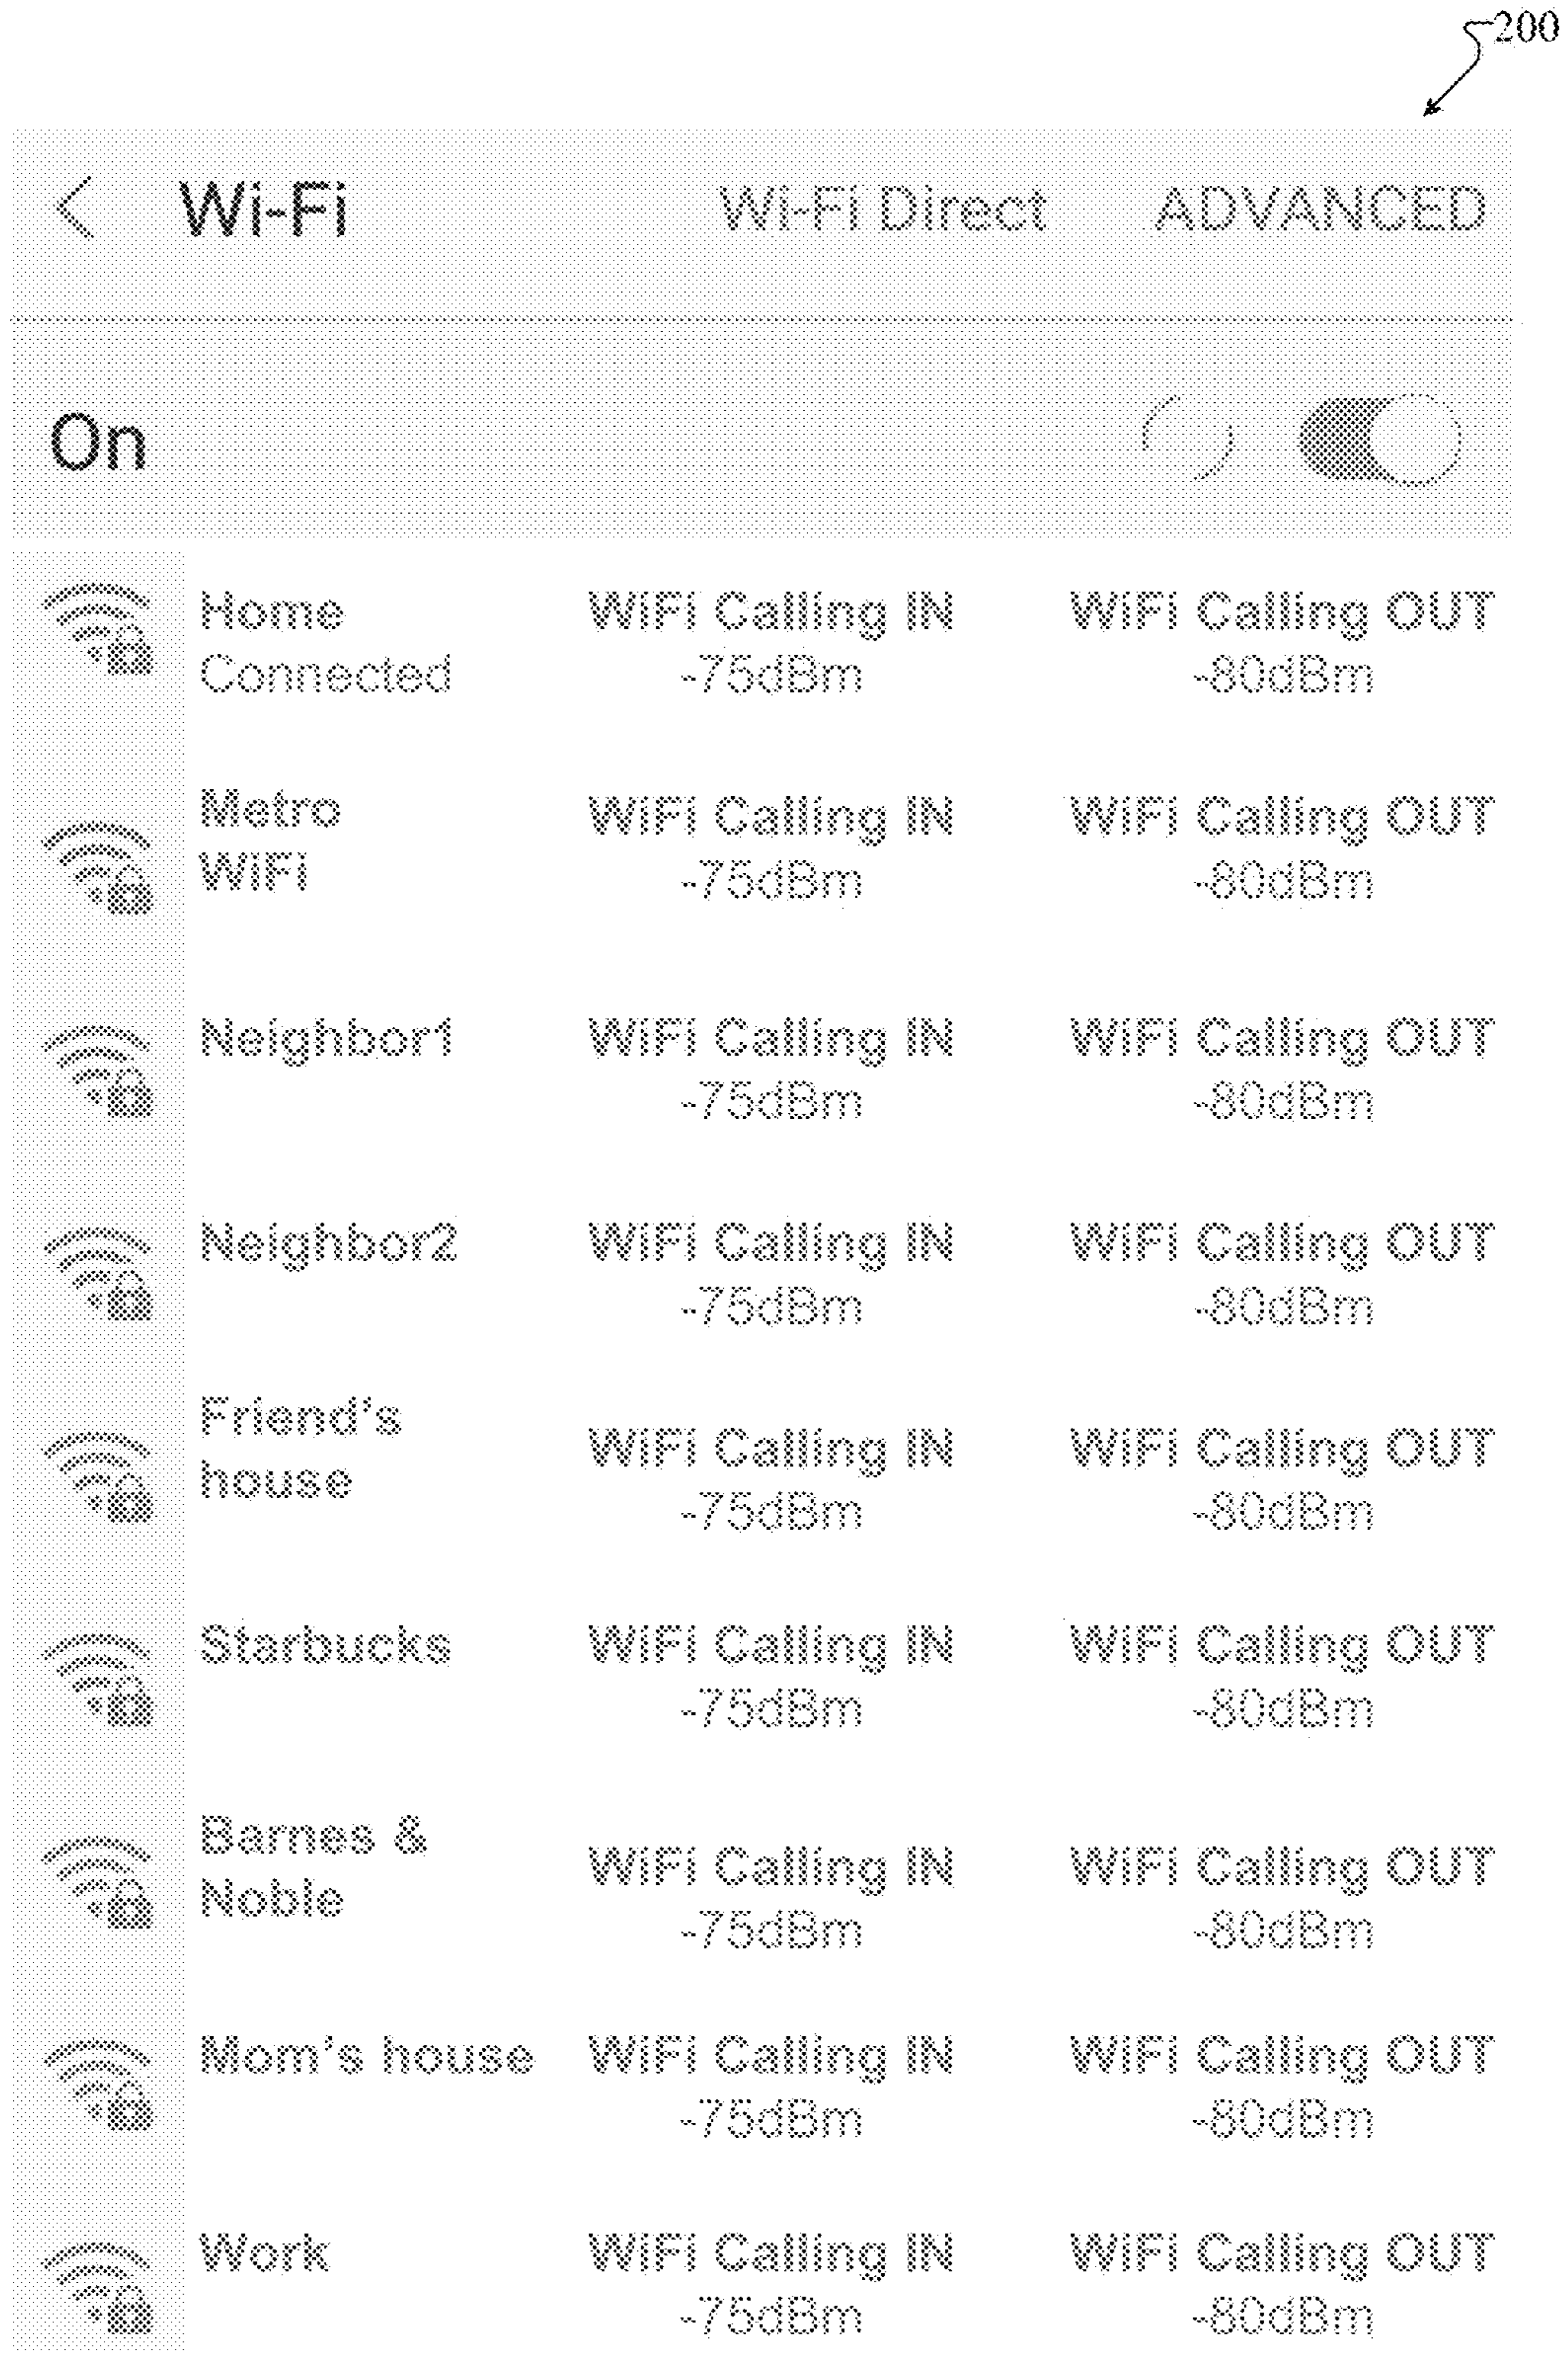 200
Wi-Fi Wi-Fi Direct ADVANCED
On
Home WiFi Calling IN WiFi Calling OUT
Connected -75dBm -80dBm
Metro WiFi Calling IN WiFi Calling OUT
WiFi -75dBm -80dBm
Neighbor1 WiFi Calling IN WiFi Calling OUT
-75dBm -80dBm
Neighbor2 WiFi Calling IN WiFi Calling OUT
-75dBm -80dBm
Friend's
house WiFi Calling IN WiFi Calling OUT
-75dBm -80dBm
Starbucks WiFi Calling IN WiFi Calling OUT
-75dBm -80dBm
Barnes &
Noble WiFi Calling IN WiFi Calling OUT
-75dBm -80dBm
Mom's house WiFi Calling IN WiFi Calling OUT
-75dBm -80dBm
Work WiFi Calling IN WiFi Calling OUT
-75dBm -80dBm